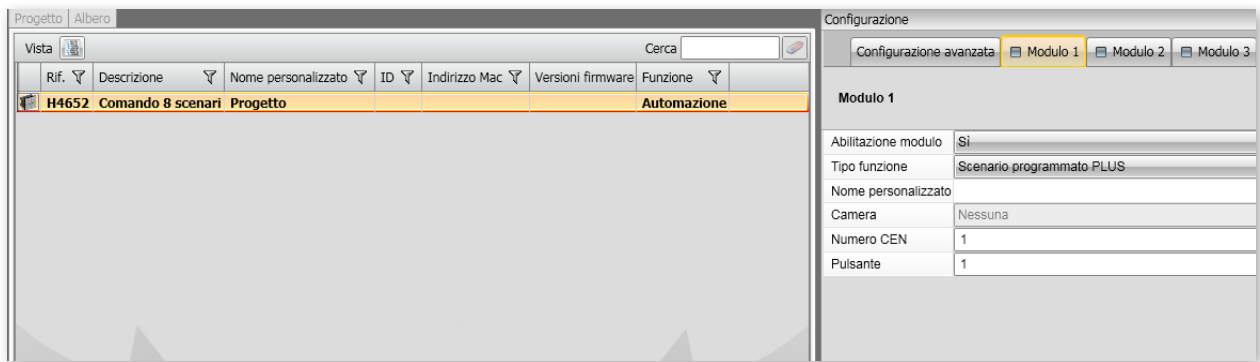 Progetto Albero
Vista Cerca
Rif. Descrizione Nome personalizzato ID Indirizzo Mac Versioni firmware Funzione
H4652 Comando 8 scenari Progetto Automazione
Configurazione
Configurazione avanzata Modulo 1 Modulo 2 Modulo 3
Modulo 1
Abilitazione modulo Sì
Tipo funzione Scenario programmato PLUS
Nome personalizzato
Camera Nessuna
Numero CEN 1
Pulsante 1